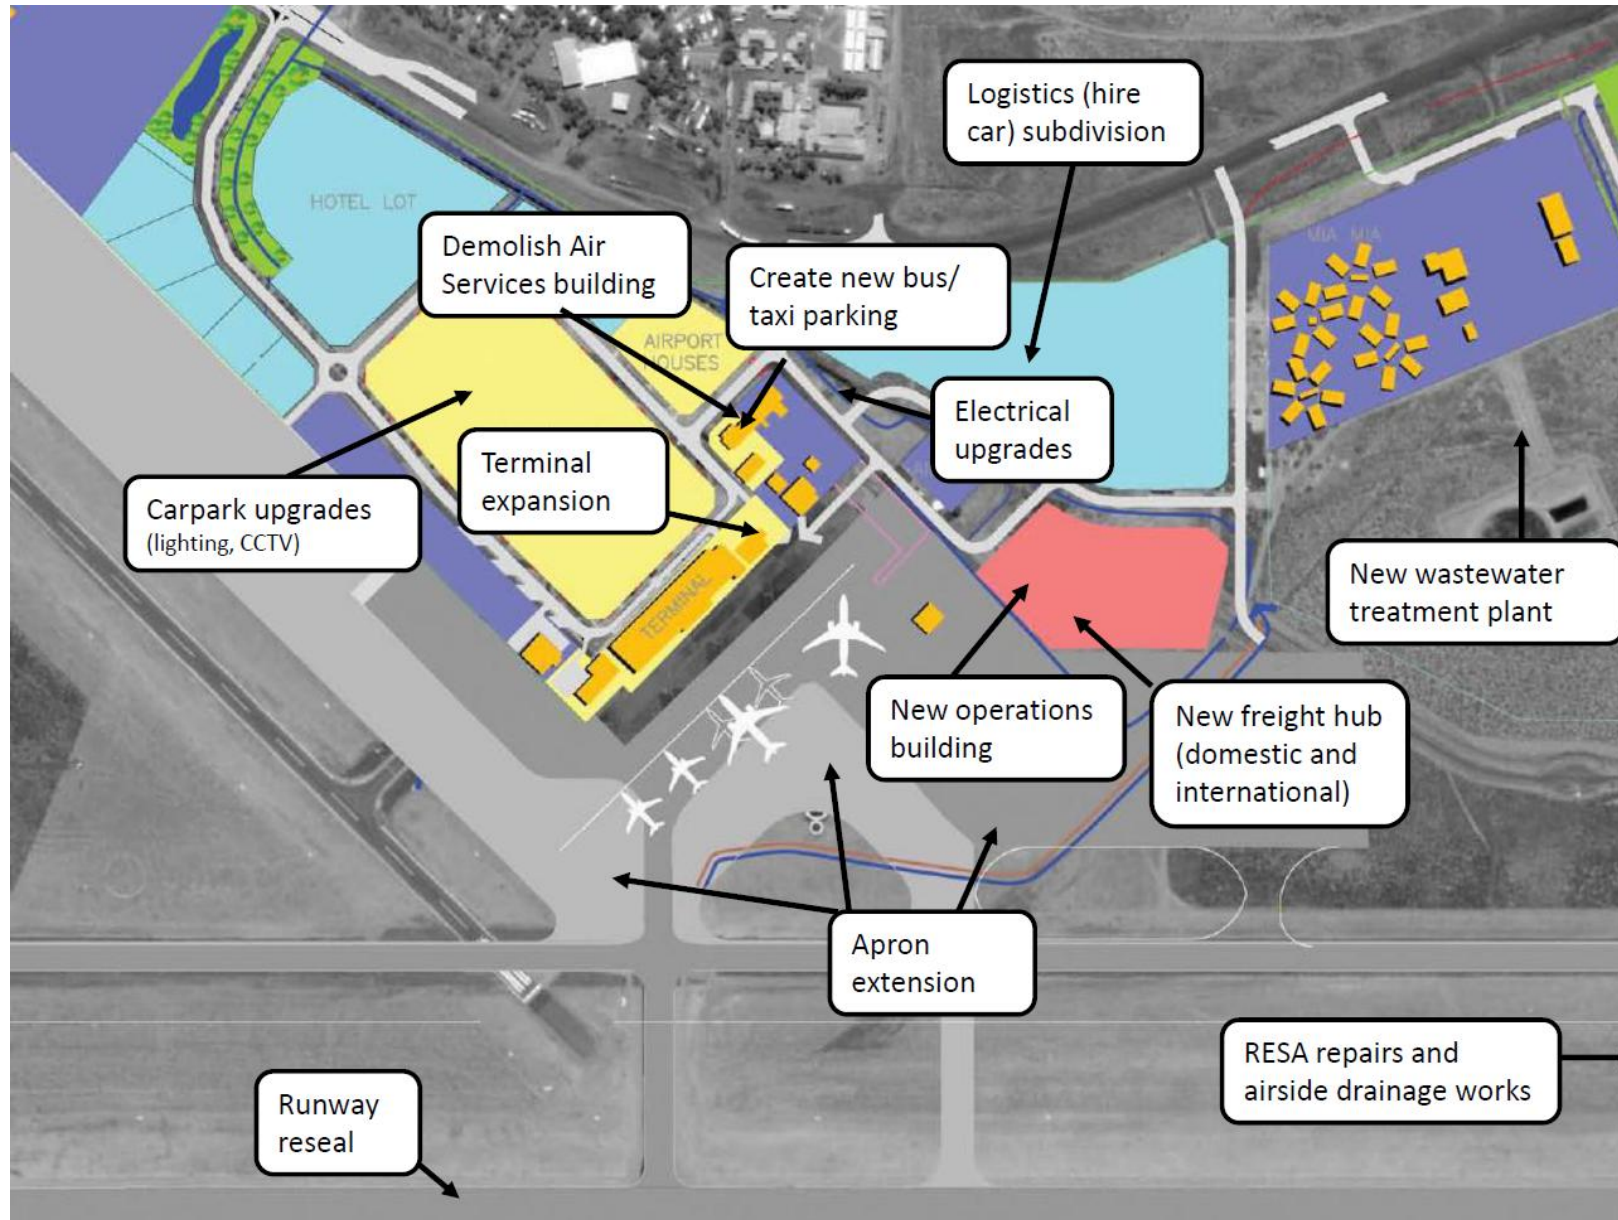 Logistics (hire
car) subdivision
HOTEL LOT
Demolish Air
Services building
Create new bus/
taxi parking
MIA MIA
AIRPORT
HOUSES
Electrical
upgrades
Terminal
expansion
Carpark upgrades
(lighting, CCTV)
New wastewater
treatment plant
TERMINAL
New operations
building
New freight hub
(domestic and
international)
Apron
extension
RESA repairs and
airside drainage works
Runway
reseal